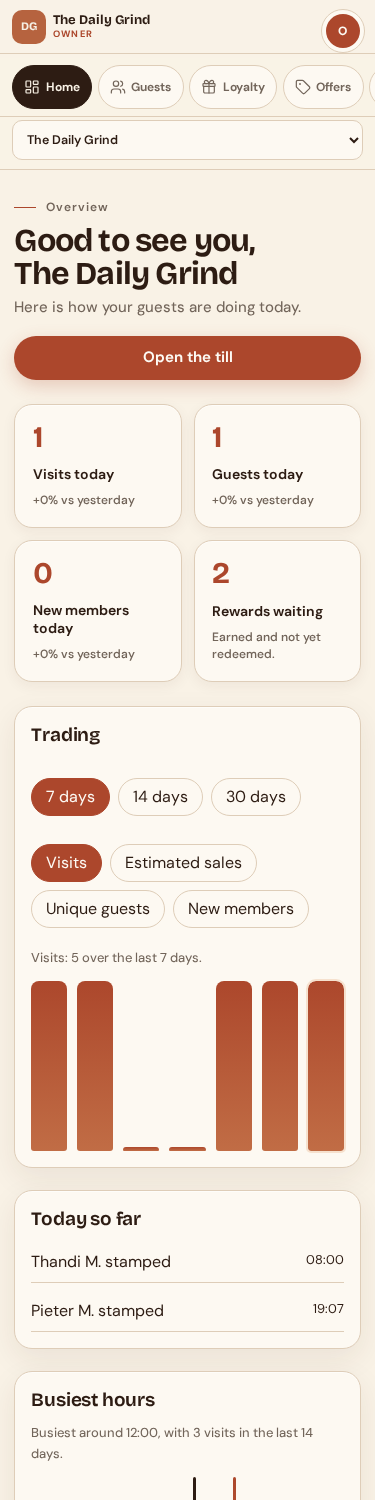 DG
The Daily Grind
OWNER
O
Home
Guests
Loyalty
Offers
The Daily Grind
Overview
Good to see you,
The Daily Grind
Here is how your guests are doing today.
Open the till
1
Visits today
+0% vs yesterday
1
Guests today
+0% vs yesterday
0
New members
today
+0% vs yesterday
2
Rewards waiting
Earned and not yet
redeemed.
Trading
7 days
14 days
30 days
Visits
Estimated sales
Unique guests
New members
Visits: 5 over the last 7 days.
Today so far
Thandi M. stamped
08:00
Pieter M. stamped
19:07
Busiest hours
Busiest around 12:00, with 3 visits in the last 14
days.